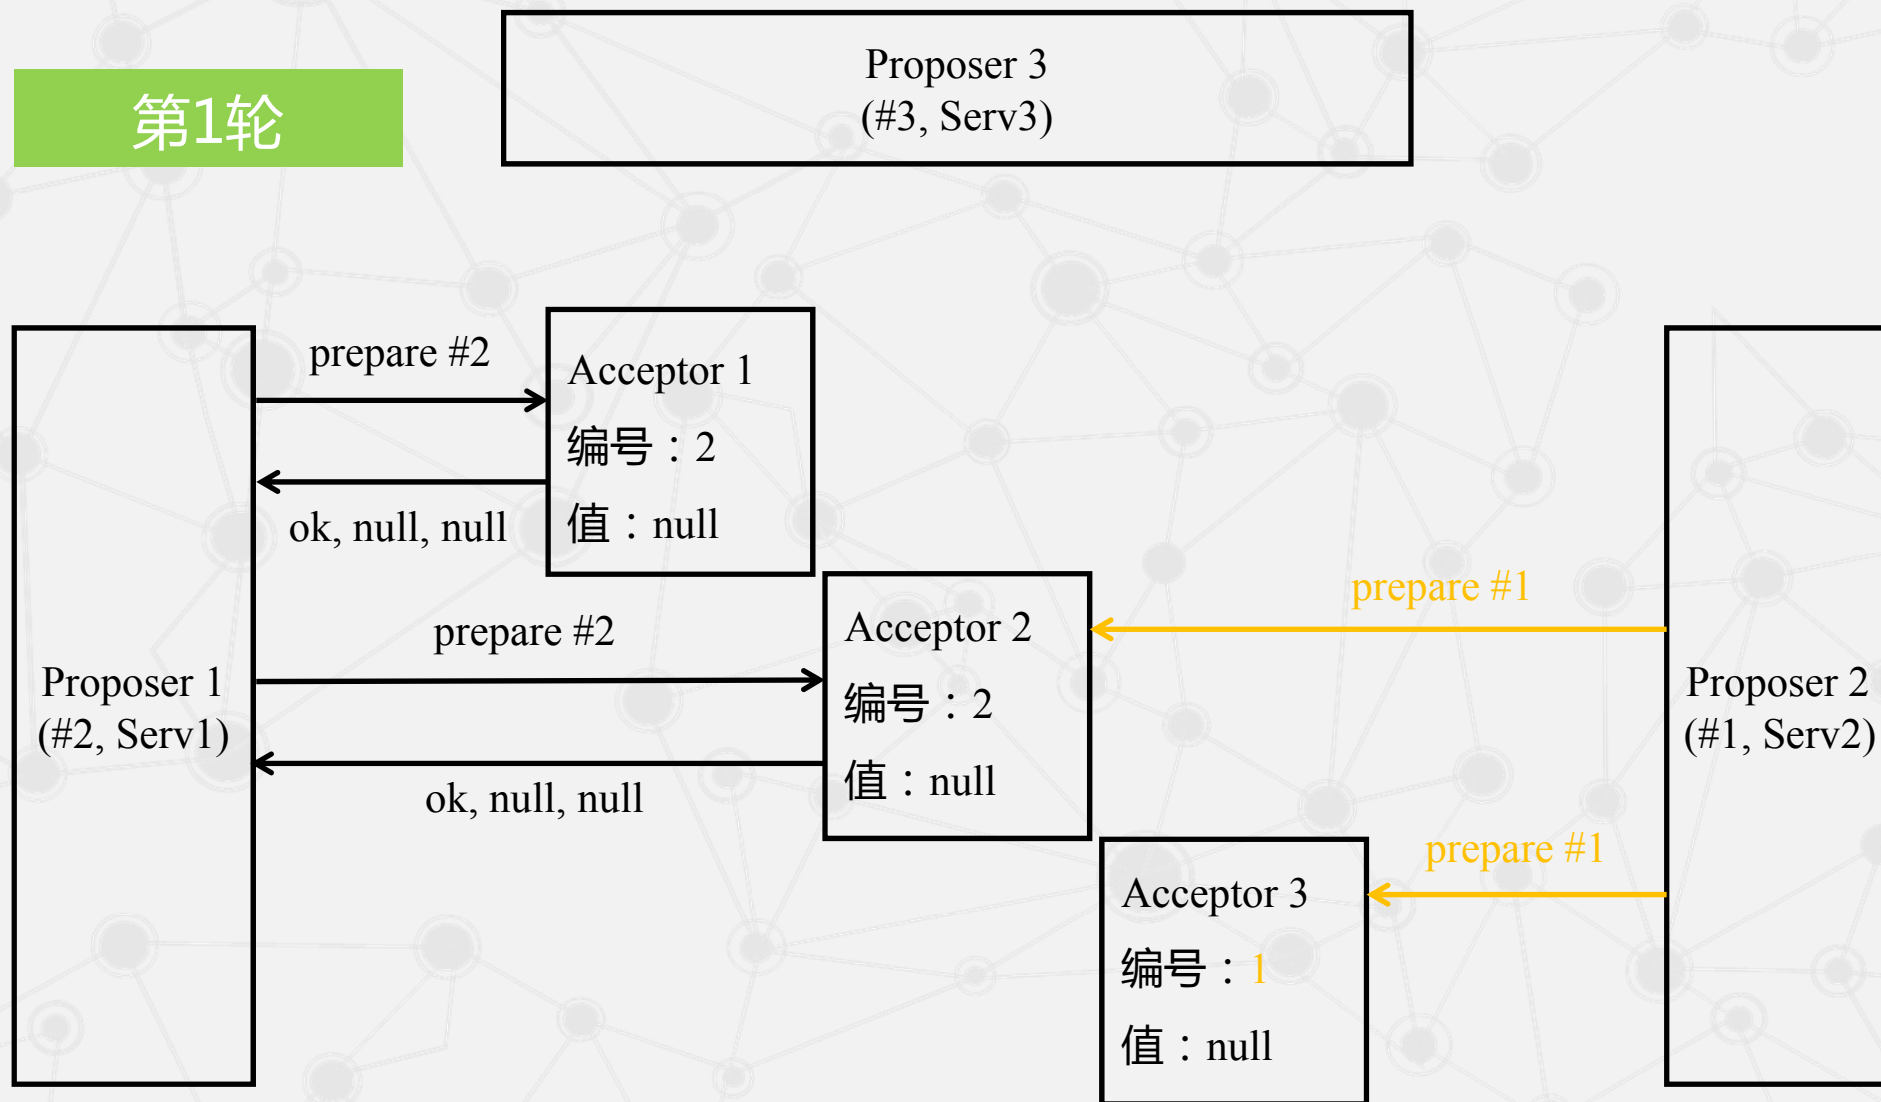 第1轮
Proposer 3
(#3, Serv3)
prepare #2
Acceptor 1
编号：2
值：null
ok, null, null
prepare #2
Acceptor 2
编号：2
值：null
ok, null, null
Proposer 1
(#2, Serv1)
prepare #1
Proposer 2
(#1, Serv2)
prepare #1
Acceptor 3
编号：1
值：null